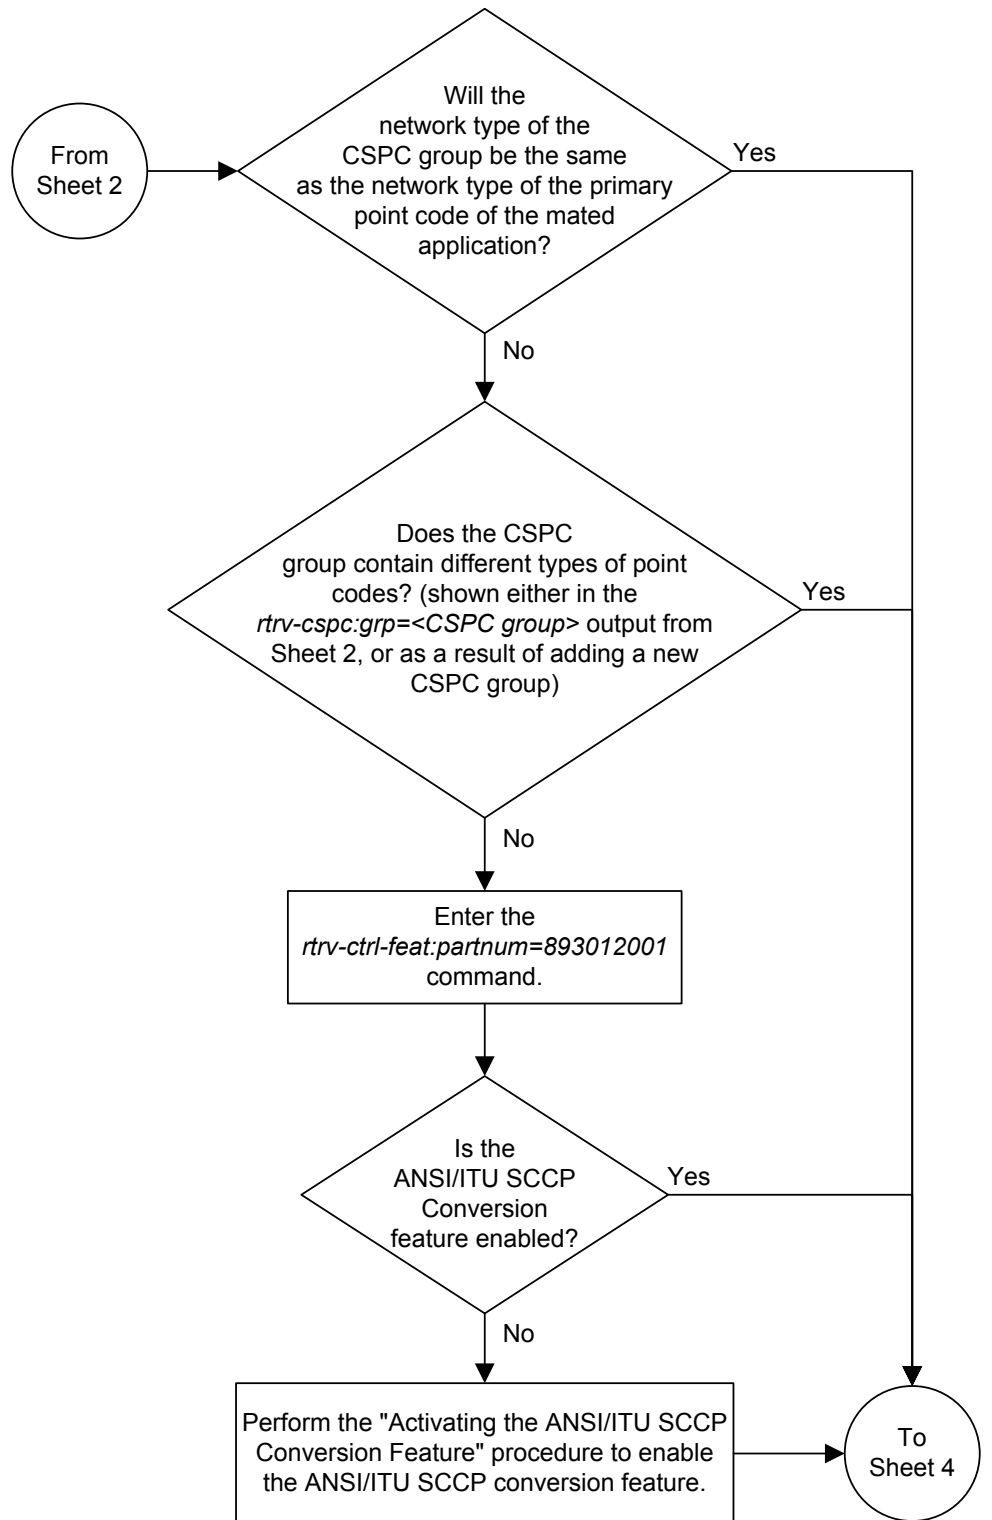 Will the
network type of the
CSPC group be the same
as the network type of the primary
point code of the mated
application?
From
Sheet 2
Yes
No
Does the CSPC
group contain different types of point
codes? (shown either in the
rtrv-cspc:grp=<CSPC group> output from
Sheet 2, or as a result of adding a new
CSPC group)
Yes
No
Enter the
rtrv-ctrl-feat:partnum=893012001
command.
Is the
ANSI/ITU SCCP
Conversion
feature enabled?
Yes
No
Perform the "Activating the ANSI/ITU SCCP
Conversion Feature" procedure to enable
the ANSI/ITU SCCP conversion feature.
To
Sheet 4